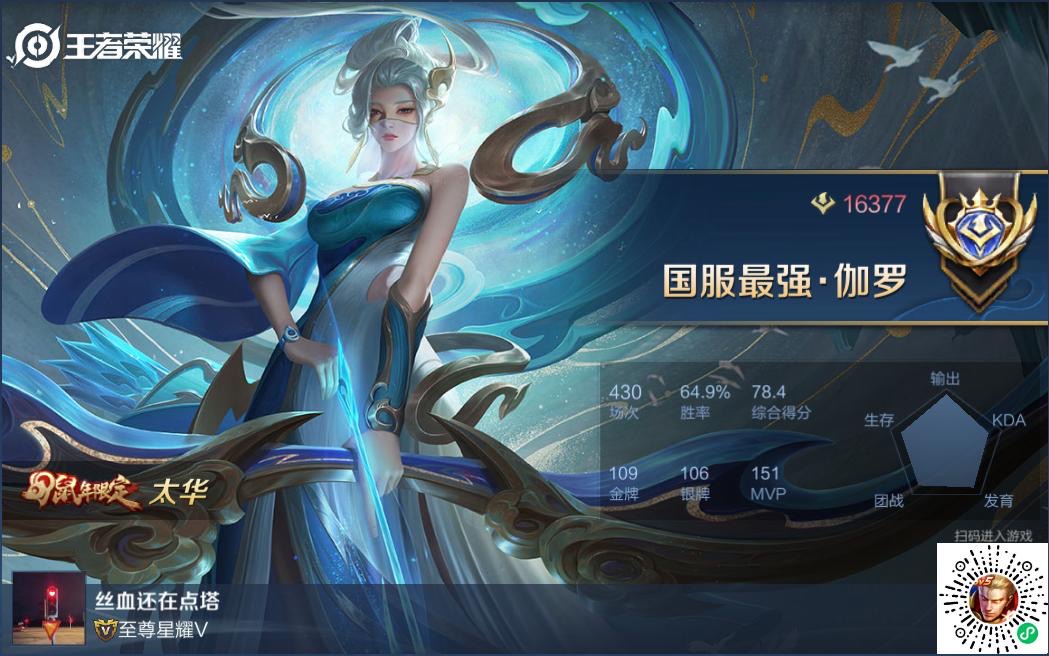 王者荣耀
16377
国服最强·伽罗
430 64.9% 78.4
场次 胜率 综合得分
109 106 151
金牌 银牌 MVP
输出
生存 KDA
团战 发育
鼠年限定 太华
扫码进入游戏
丝血还在点塔
V 至尊星耀V